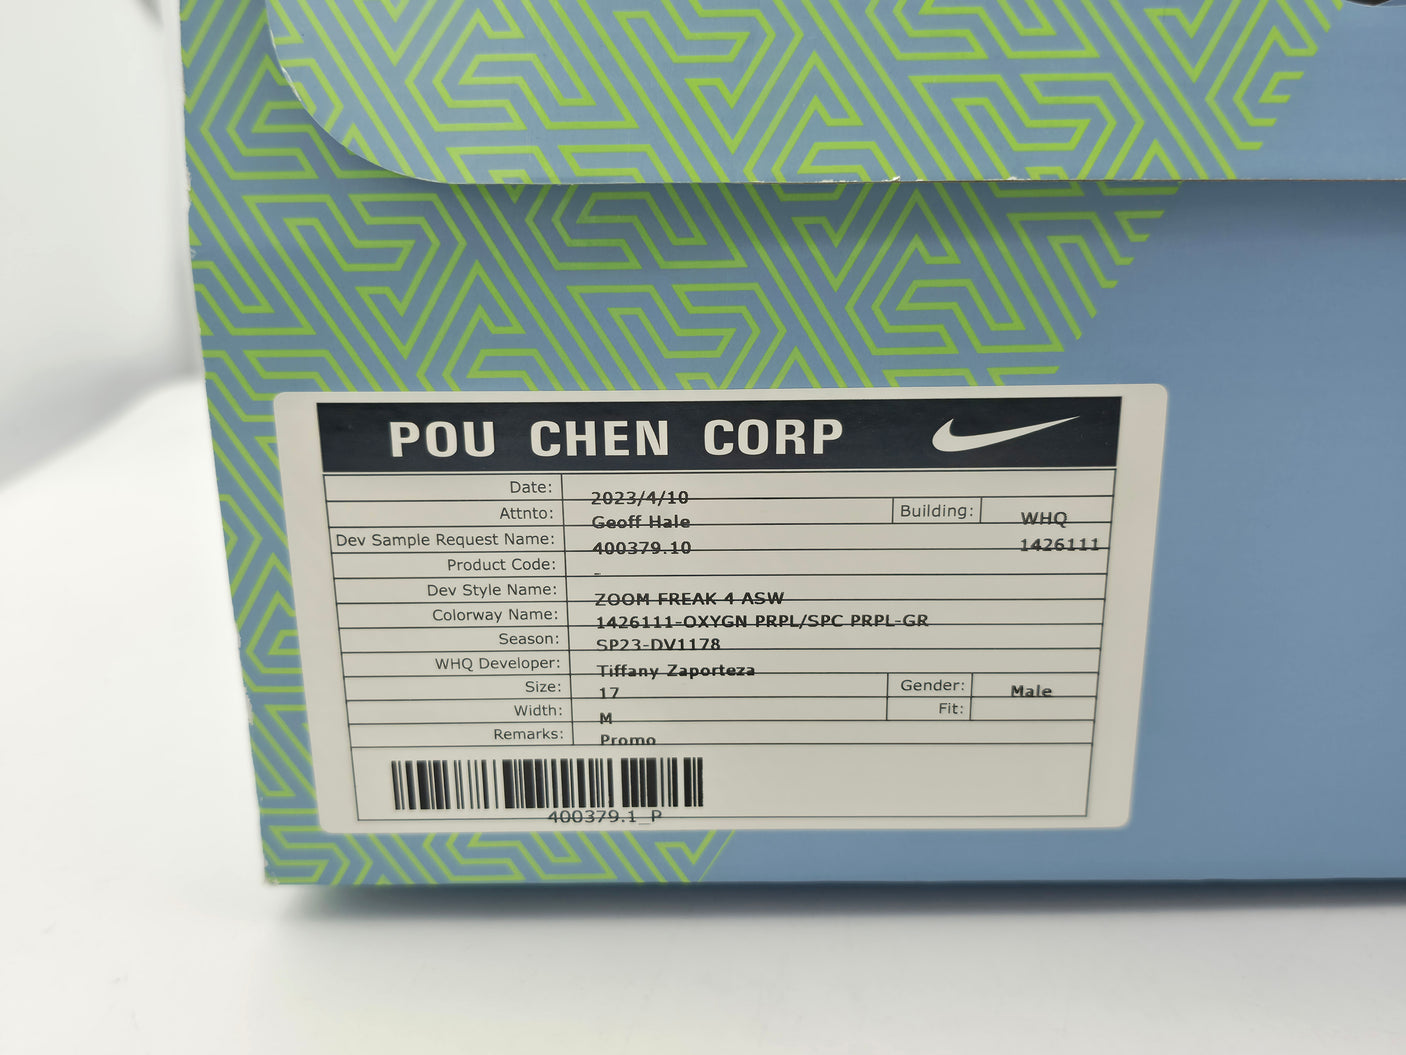 POU CHEN CORP
Date: 2023/4/10
Attnto: Geoff Hale Building: WHQ
Dev Sample Request Name: 400379.10 1426111
Product Code: -
Dev Style Name: ZOOM FREAK 4 ASW
Colorway Name: 1426111-OXYGN PRPL/SPC PRPL-GR
Season: SP23-DV1178
WHQ Developer: Tiffany Zaporteza
Size: 17 Gender: Male
Width: M Fit:
Remarks: Promo
400379.1_P